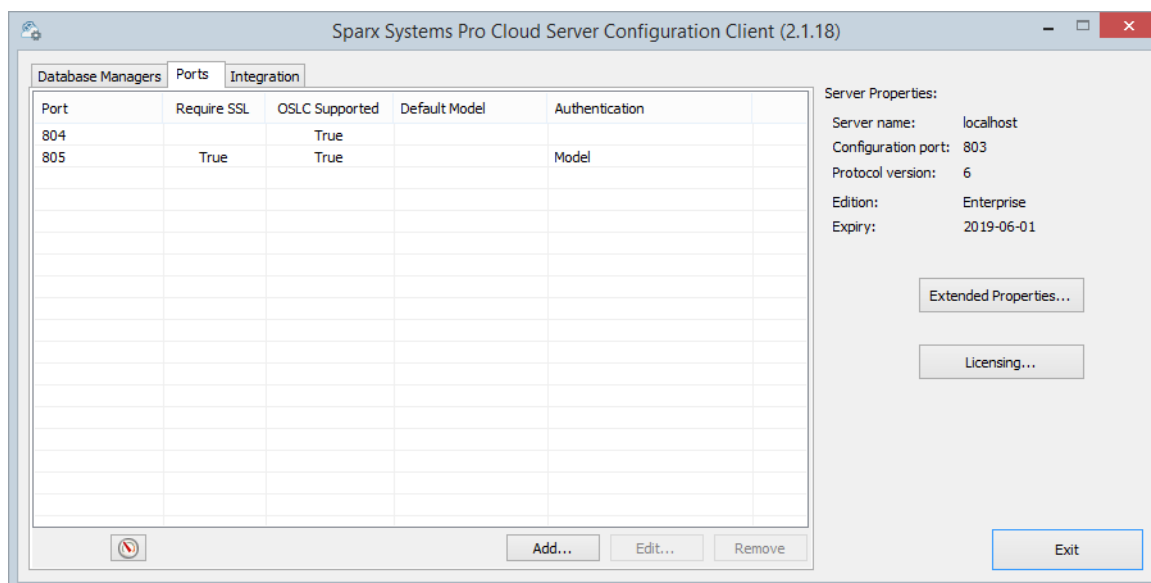 Sparx Systems Pro Cloud Server Configuration Client (2.1.18)
Database Managers Ports Integration
Port Require SSL OSLC Supported Default Model Authentication
804 True
805 True True Model
Server Properties:
Server name: localhost
Configuration port: 803
Protocol version: 6
Edition: Enterprise
Expiry: 2019-06-01
Extended Properties...
Licensing...
Add... Edit... Remove
Exit